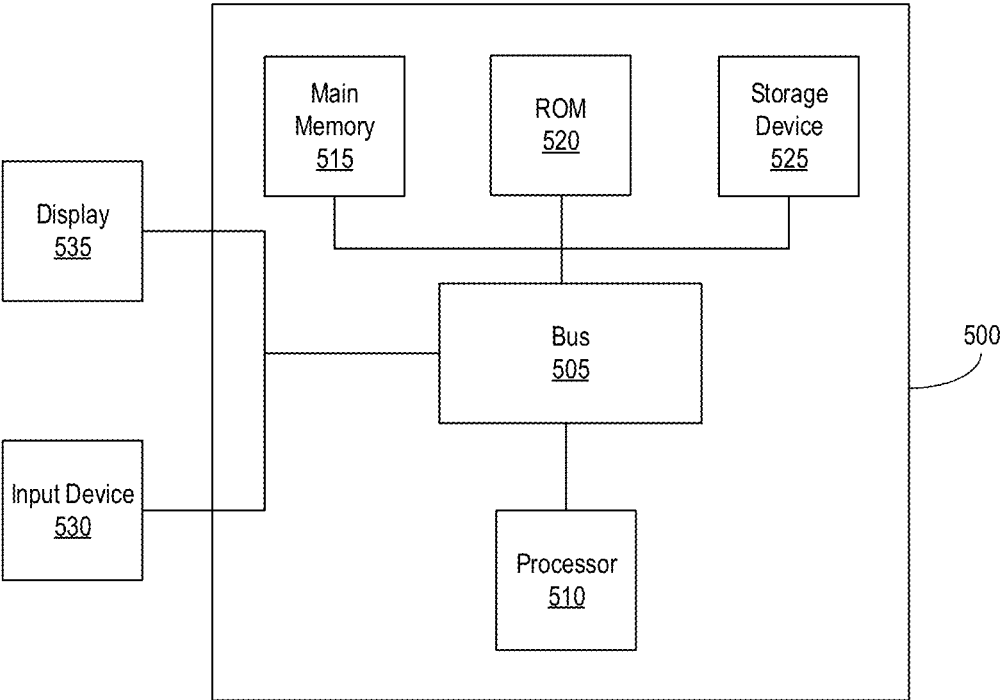 Main
Memory
515
ROM
520
Storage
Device
525
Display
535
Bus
505
500
Input Device
530
Processor
510